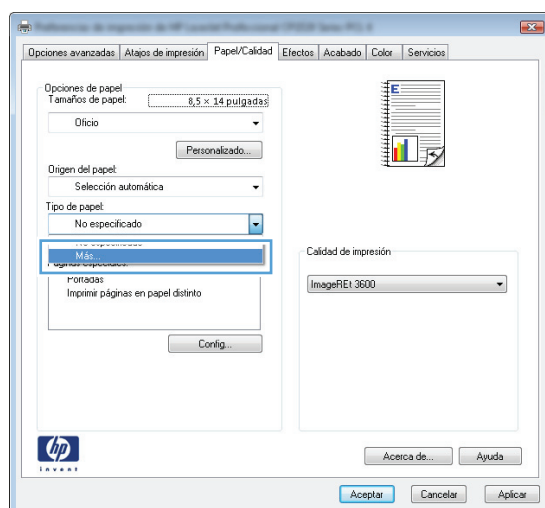 Opciones avanzadas Atajos de impresión Papel/Calidad Efectos Acabado Color Servicios
Opciones de papel
Tamaños de papel: 8,5 × 14 pulgadas
Oficio
Personalizado...
Origen del papel:
Selección automática
Tipo de papel:
No especificado
Más...
Portadas
Imprimir páginas en papel distinto
Config...
E
Calidad de impresión
ImageREt 3600
hp
invent
Acerca de... Ayuda
Aceptar Cancelar Aplicar